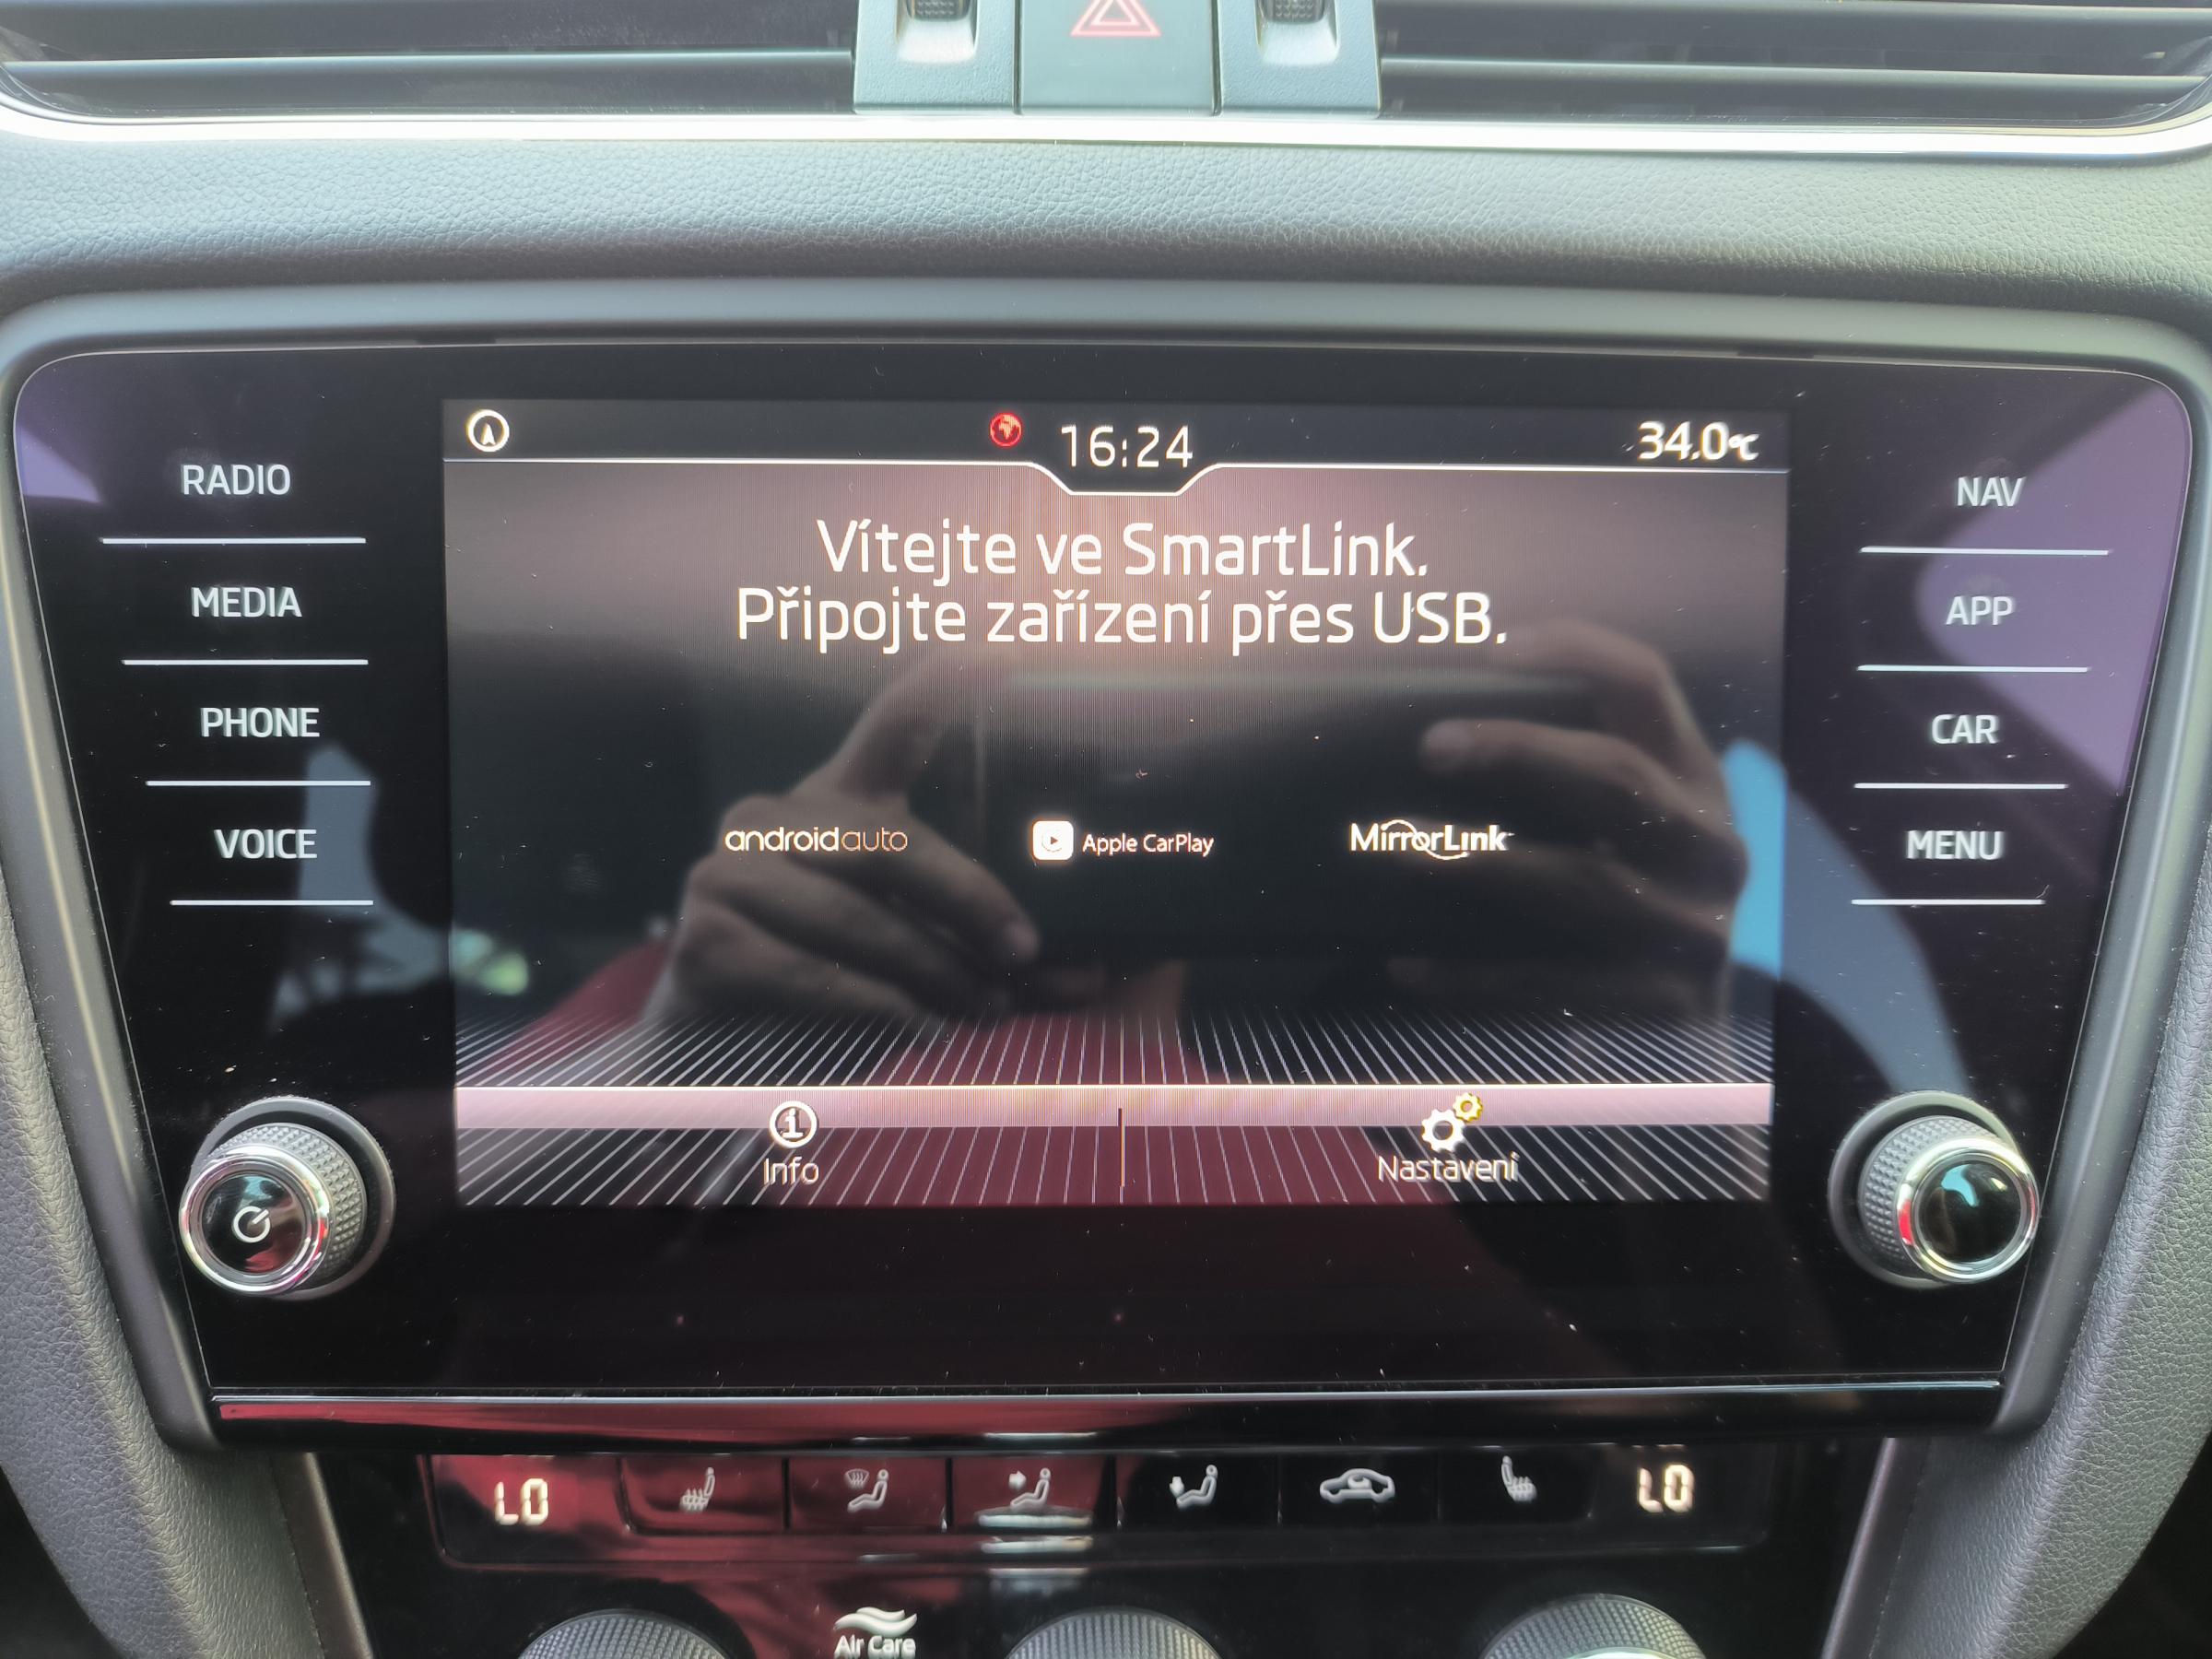 16:24
34.0°C
RADIO
MEDIA
PHONE
VOICE
Vítejte ve SmartLink.
Připojte zařízení přes USB.
androidauto
Apple CarPlay
MirrorLink
Info
Nastavení
NAV
APP
CAR
MENU
LO
LO
Air Care